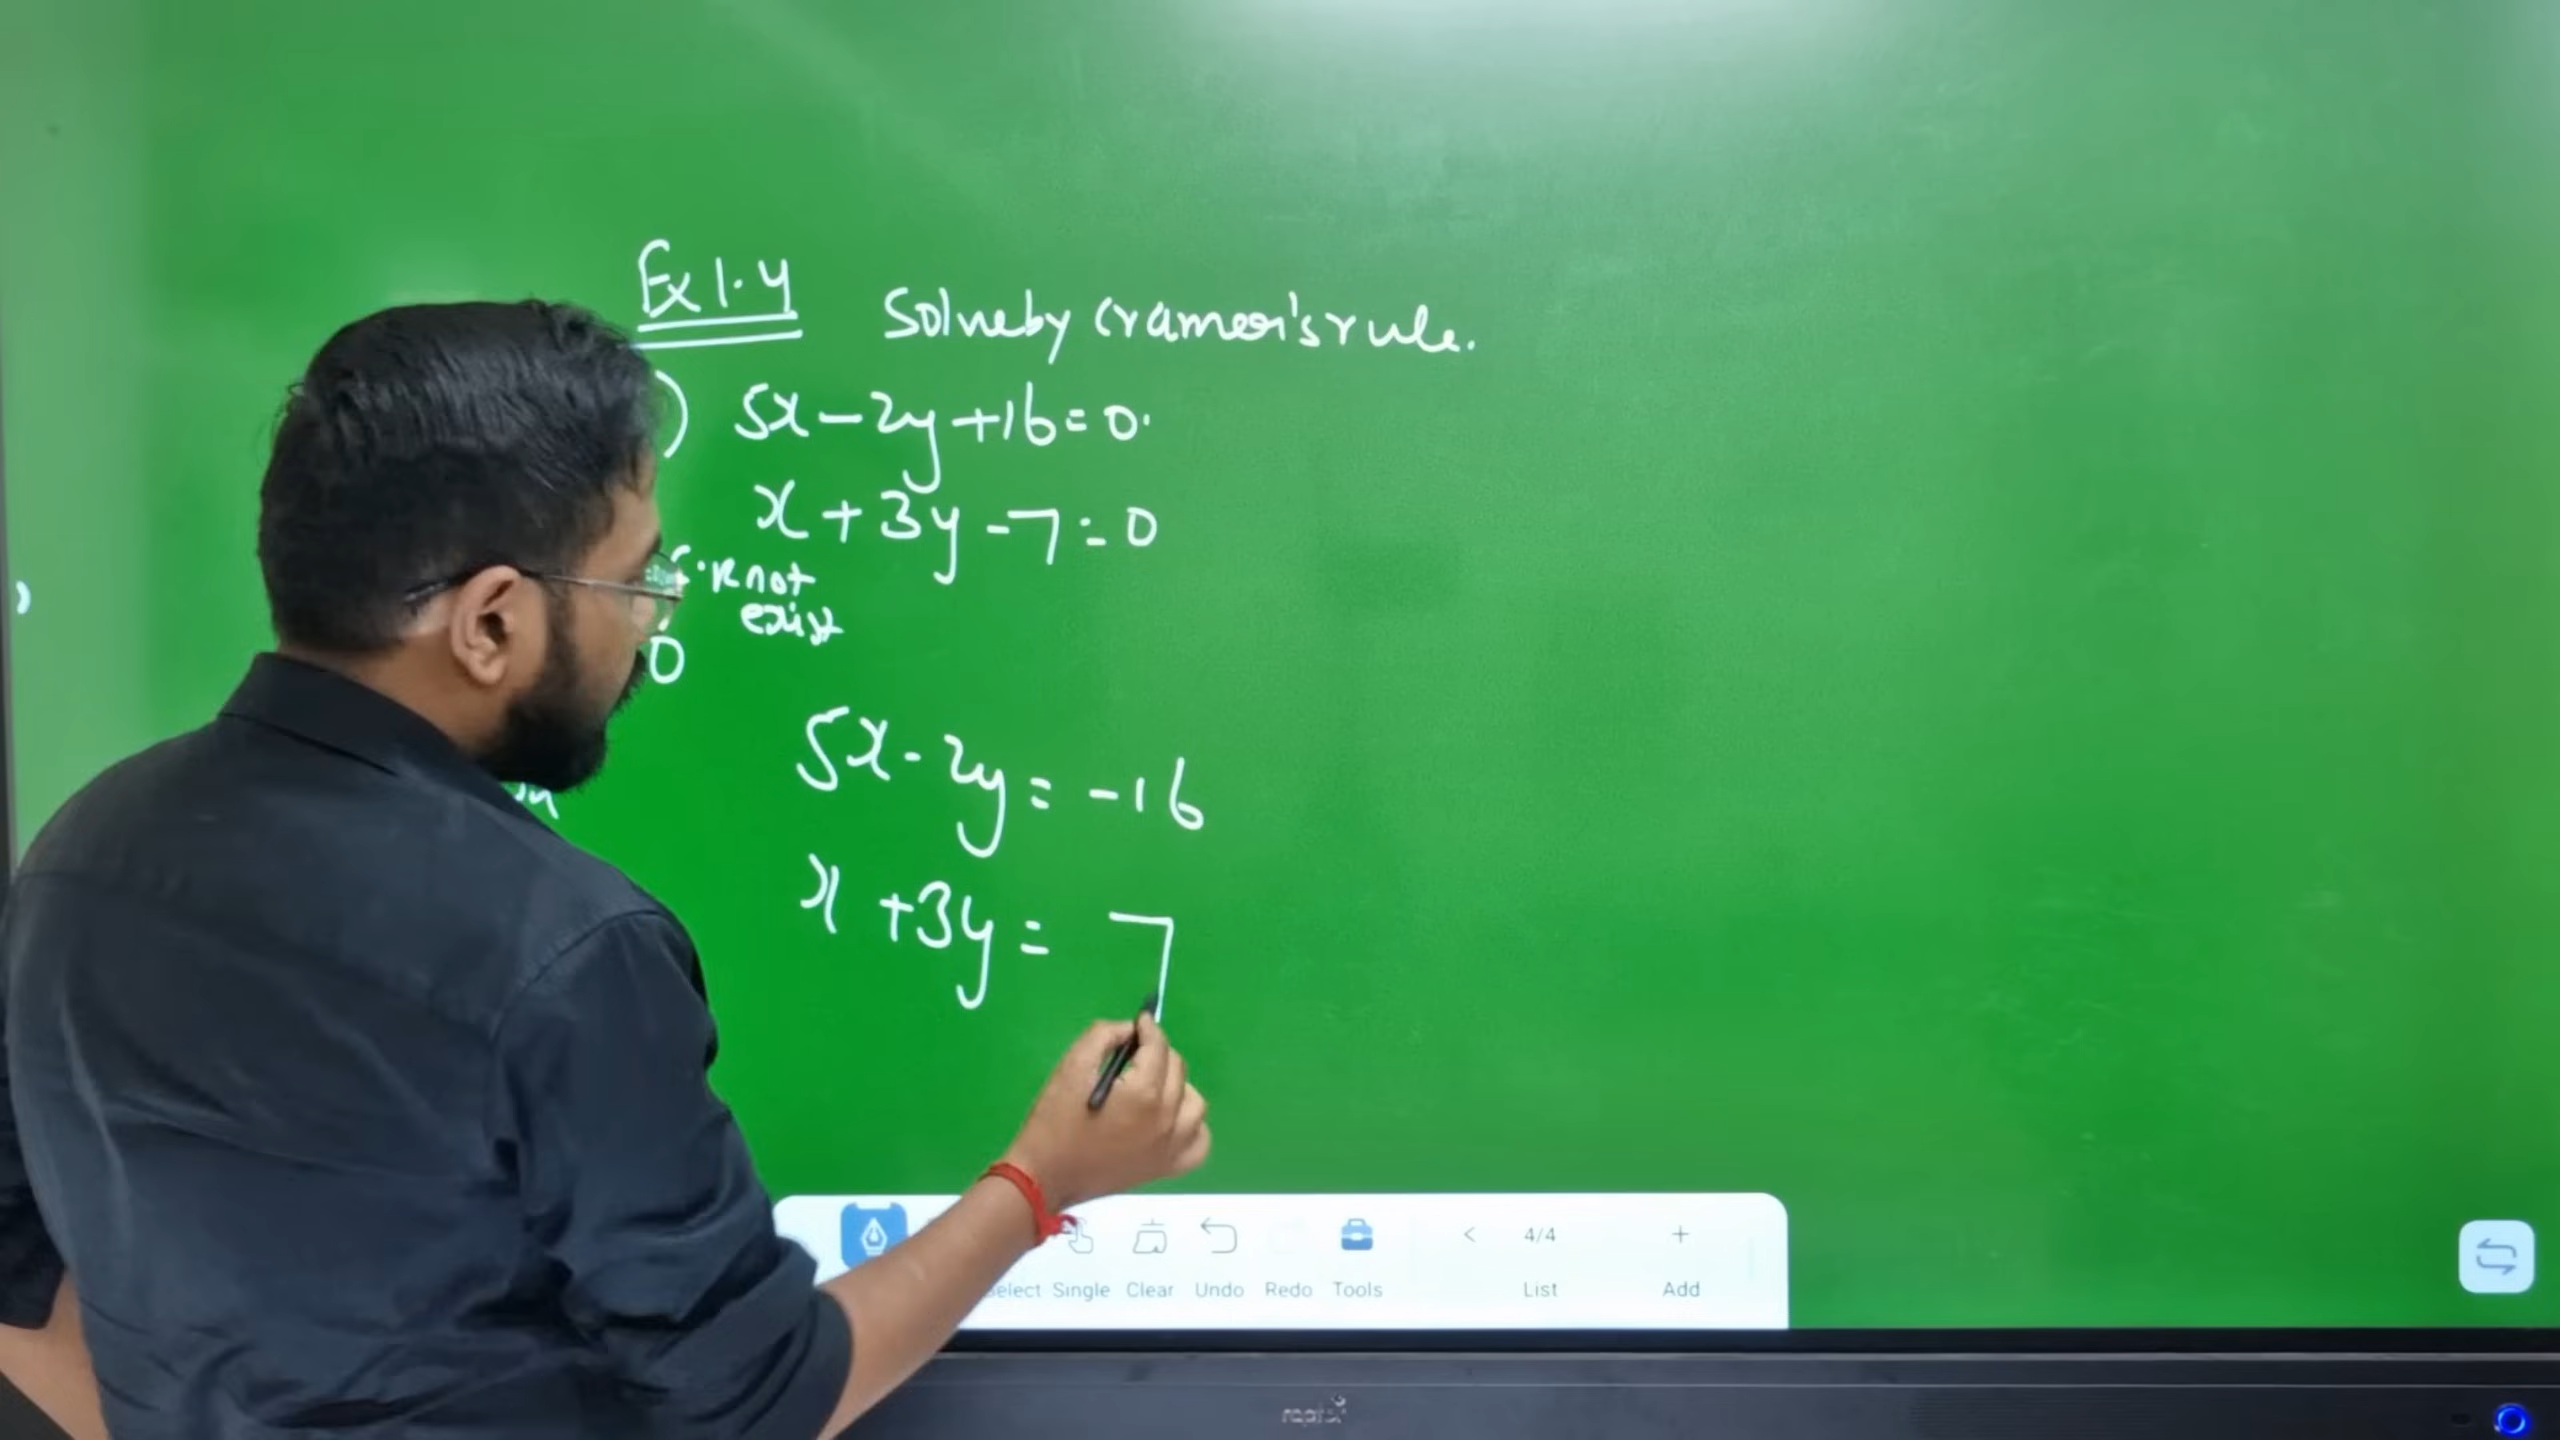 Ex 1.4 Solve by cramer's rule.
) 5x - 2y + 16 = 0.
x + 3y - 7 = 0
not
exist
0
5x - 2y = -16
x + 3y = 7
Single Clear Undo Redo Tools
4/4
List Add